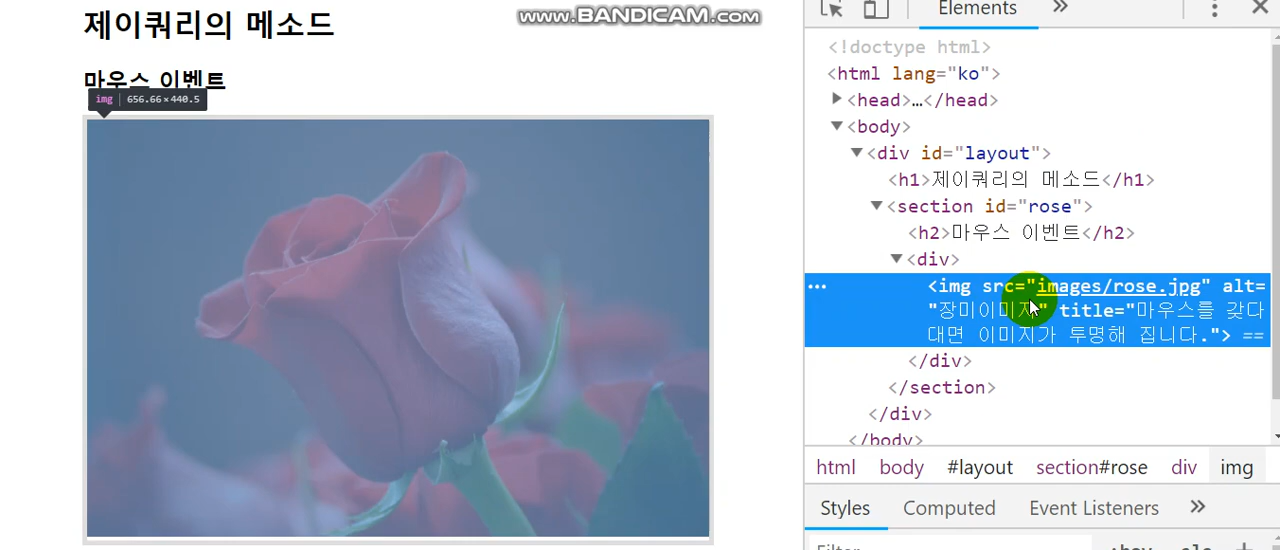 제이쿼리의 메소드
www.BANDICAM.com
마우스 이벤트
img 656.66×440.5
Elements »
<!doctype html>
<html lang="ko">
<head>…</head>
<body>
<div id="layout">
<h1>제이쿼리의 메소드</h1>
<section id="rose">
<h2>마우스 이벤트</h2>
<div>
<img src="images/rose.jpg" alt=
"장미이미지" title="마우스를 갖다
대면 이미지가 투명해 집니다."> ==
</div>
</section>
</div>
</body>
html body #layout section#rose div img
Styles Computed Event Listeners »
Filter :hov .cls +